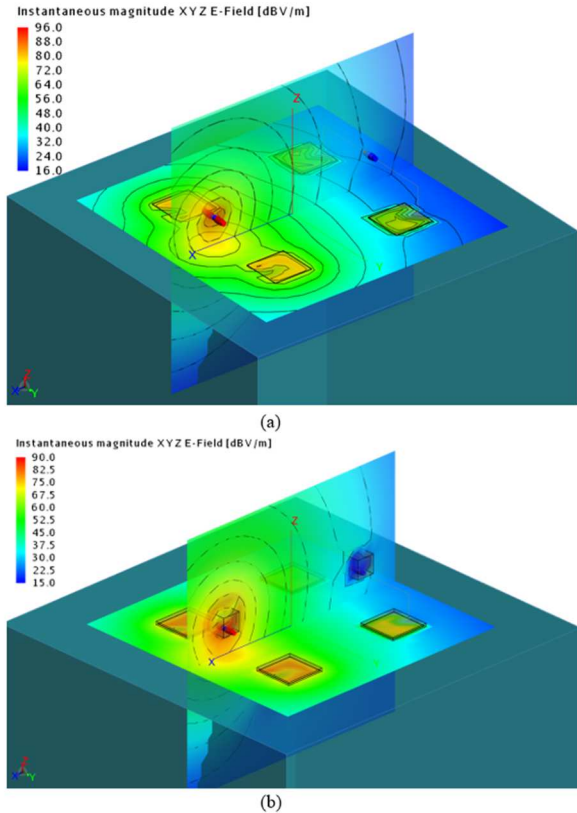 Instantaneous magnitude XYZ E-Field [dBV/m]
96.0
88.0
80.0
72.0
64.0
56.0
48.0
40.0
32.0
24.0
16.0
Z
X
Y
Z
X
Y
(a)
Instantaneous magnitude XYZ E-Field [dBV/m]
90.0
82.5
75.0
67.5
60.0
52.5
45.0
37.5
30.0
22.5
15.0
Z
X
Y
Z
X
Y
(b)